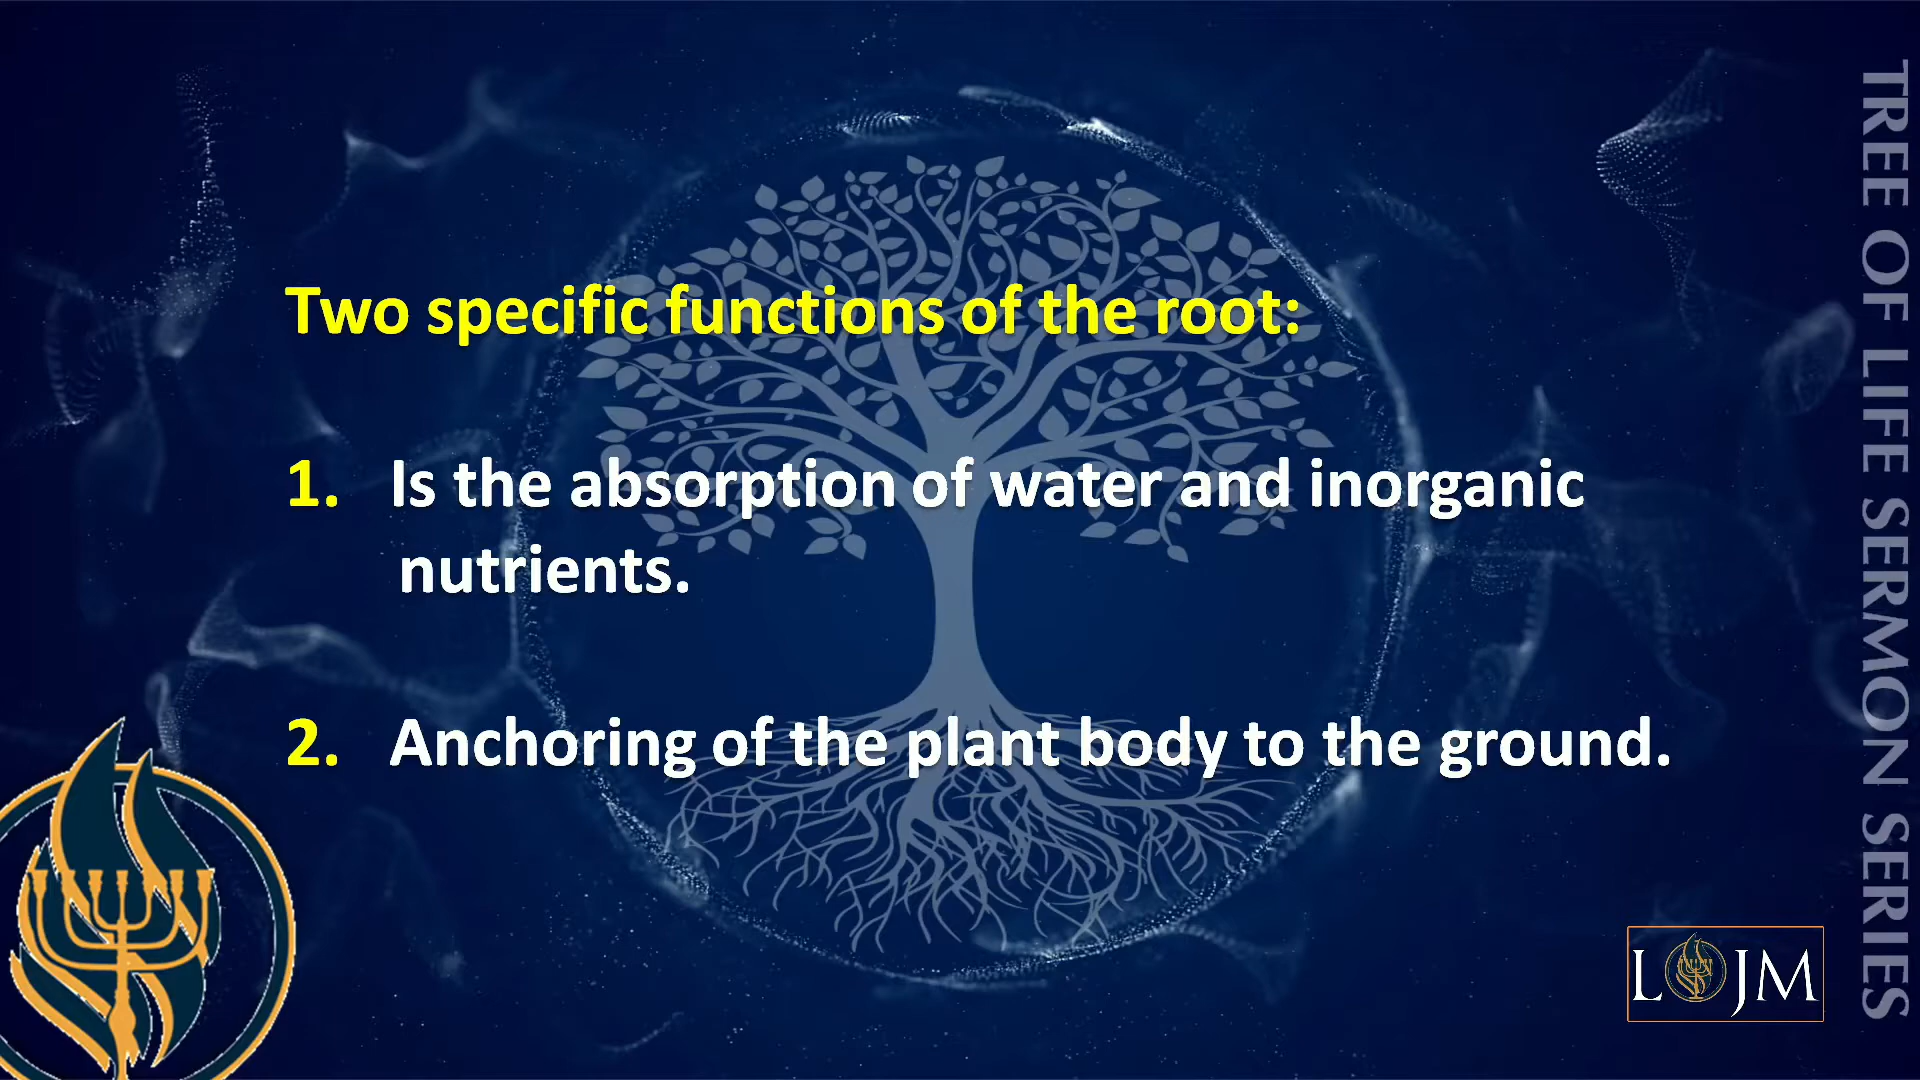 Two specific functions of the root:
1. Is the absorption of water and inorganic
nutrients.
2. Anchoring of the plant body to the ground.
TREE OF LIFE SERMON SERIES
LOJM